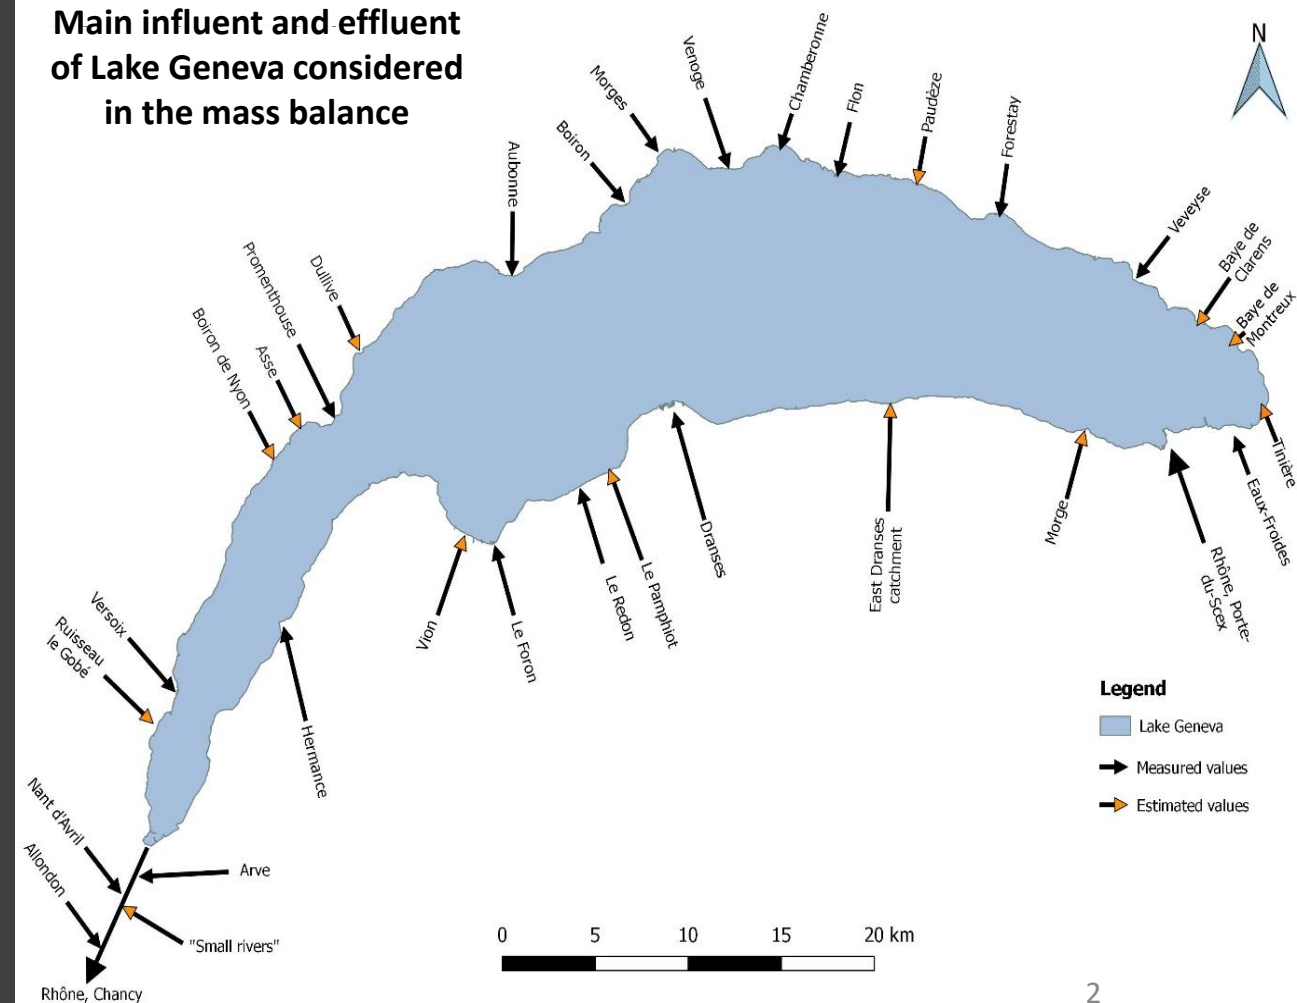 Main influent and effluent
of Lake Geneva considered
in the mass balance
N
Chamberonne
Venoge
Morges
Flon
Paudèze
Forestay
Boiron
Aubonne
Veveyse
Baye de
Clarens
Baye de
Montreux
Promenthouse
Dullive
Boiron de Nyon
Asse
Tinière
Eaux-Froides
Rhône, Porte-
du-Scex
Morge
East Dranses
catchment
Dranses
Le Pamphiot
Le Redon
Le Foron
Vion
Versoix
Ruisseau
le Gobé
Hermance
Nant d'Avril
Allondon
Arve
"Small rivers"
Rhône, Chancy
Legend
Lake Geneva
Measured values
Estimated values
0 5 10 15 20 km
2